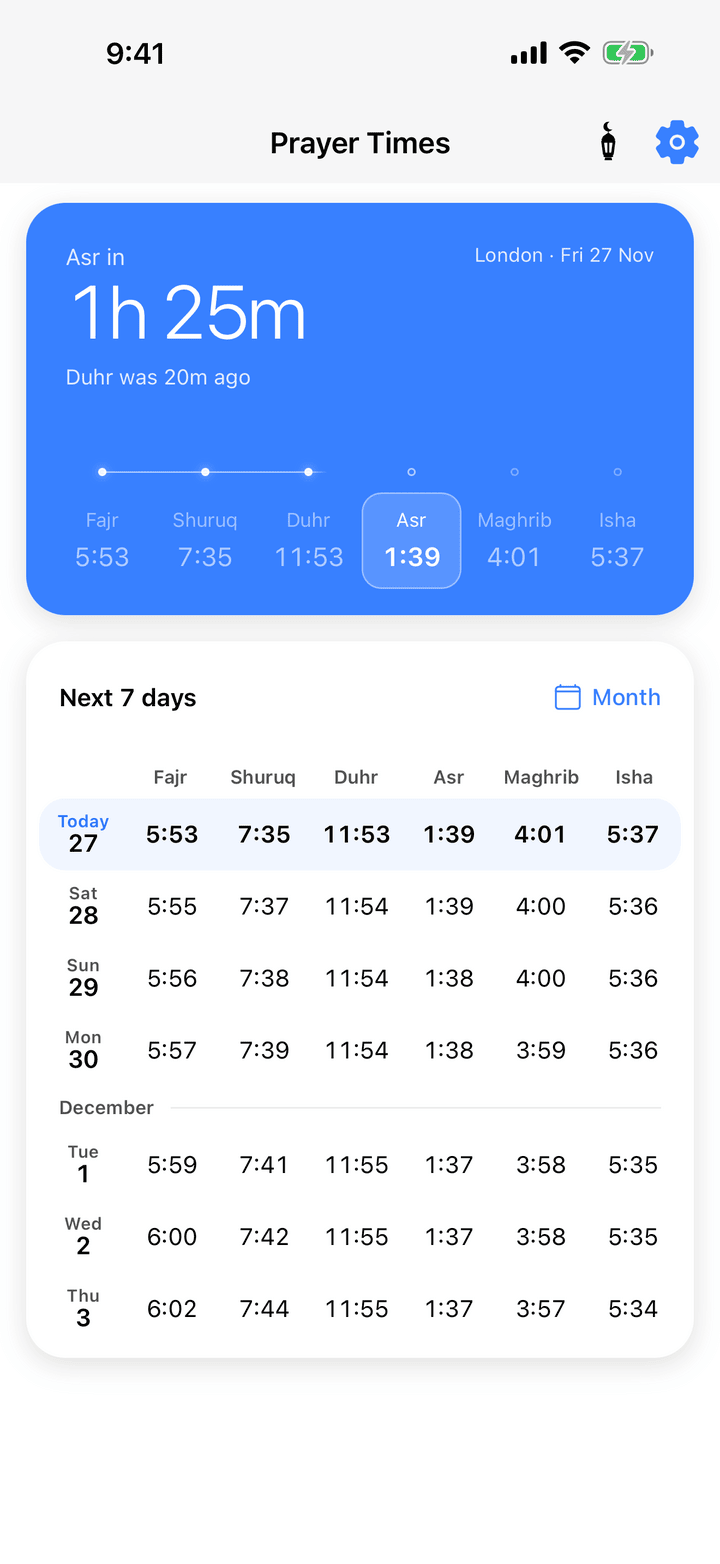 9:41
Prayer Times
Asr in
London · Fri 27 Nov
1h 25m
Duhr was 20m ago
Fajr Shuruq Duhr Asr Maghrib Isha
5:53 7:35 11:53 1:39 4:01 5:37
Next 7 days Month
Fajr Shuruq Duhr Asr Maghrib Isha
Today
27 5:53 7:35 11:53 1:39 4:01 5:37
Sat
28 5:55 7:37 11:54 1:39 4:00 5:36
Sun
29 5:56 7:38 11:54 1:38 4:00 5:36
Mon
30 5:57 7:39 11:54 1:38 3:59 5:36
December
Tue
1 5:59 7:41 11:55 1:37 3:58 5:35
Wed
2 6:00 7:42 11:55 1:37 3:58 5:35
Thu
3 6:02 7:44 11:55 1:37 3:57 5:34